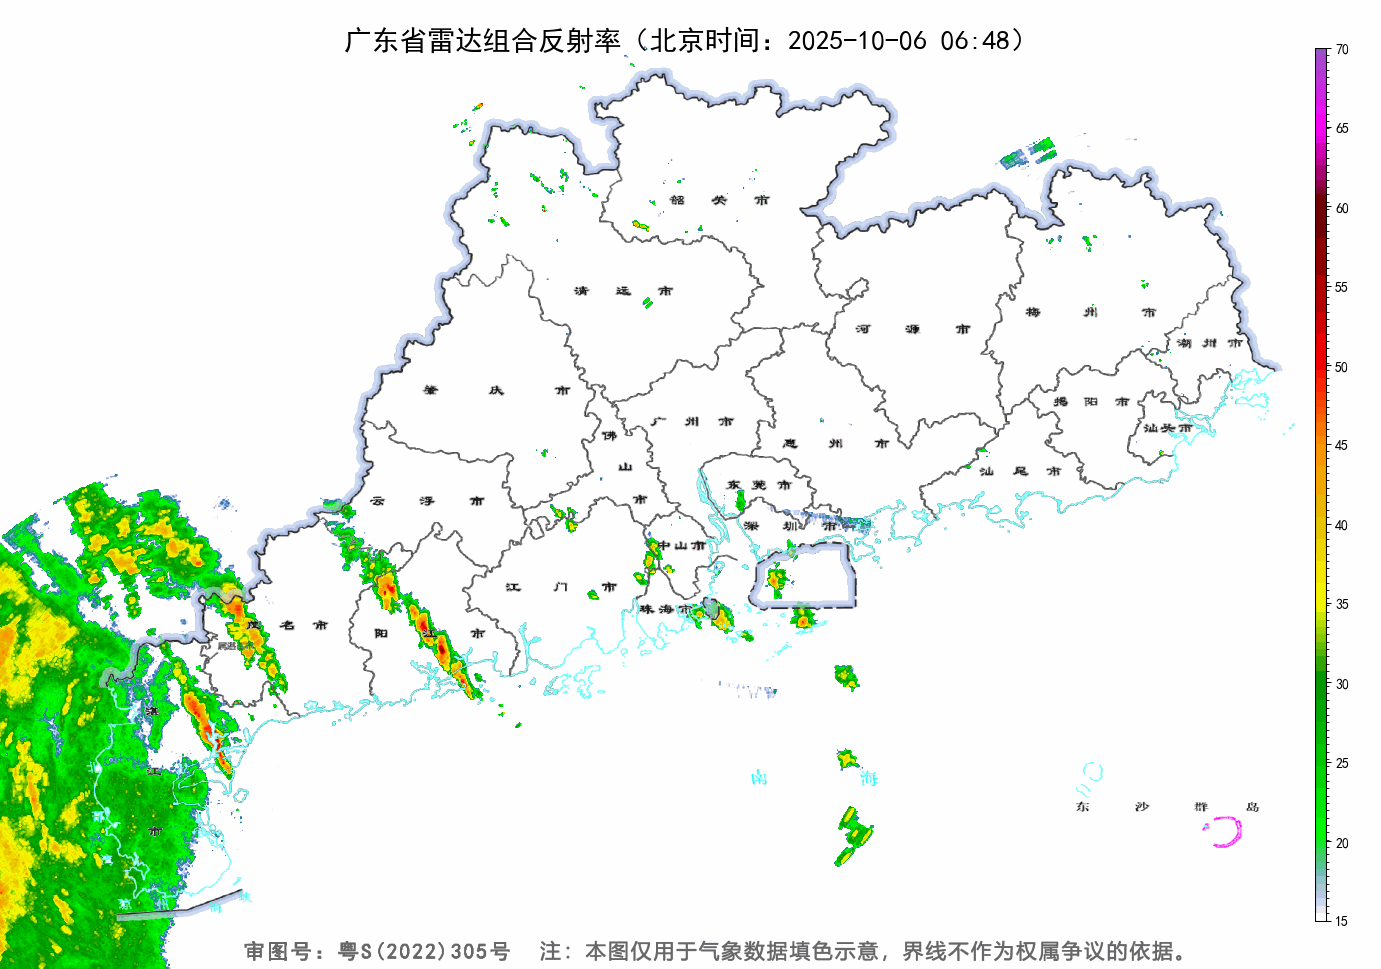 广东省雷达组合反射率（北京时间：2025-10-06 06:48）
70
65
60
55
50
45
40
35
30
25
20
15
韶关市
清远市
河源市
梅州市
潮州市
肇庆市
广州市
揭阳市
汕头市
佛山市
惠州市
汕尾市
云浮市
东莞市
深圳市
中山市
江门市
珠海市
茂名市
阳江市
湛江市
南海
东沙群岛
审图号：粤S(2022)305号 注：本图仅用于气象数据填色示意，界线不作为权属争议的依据。